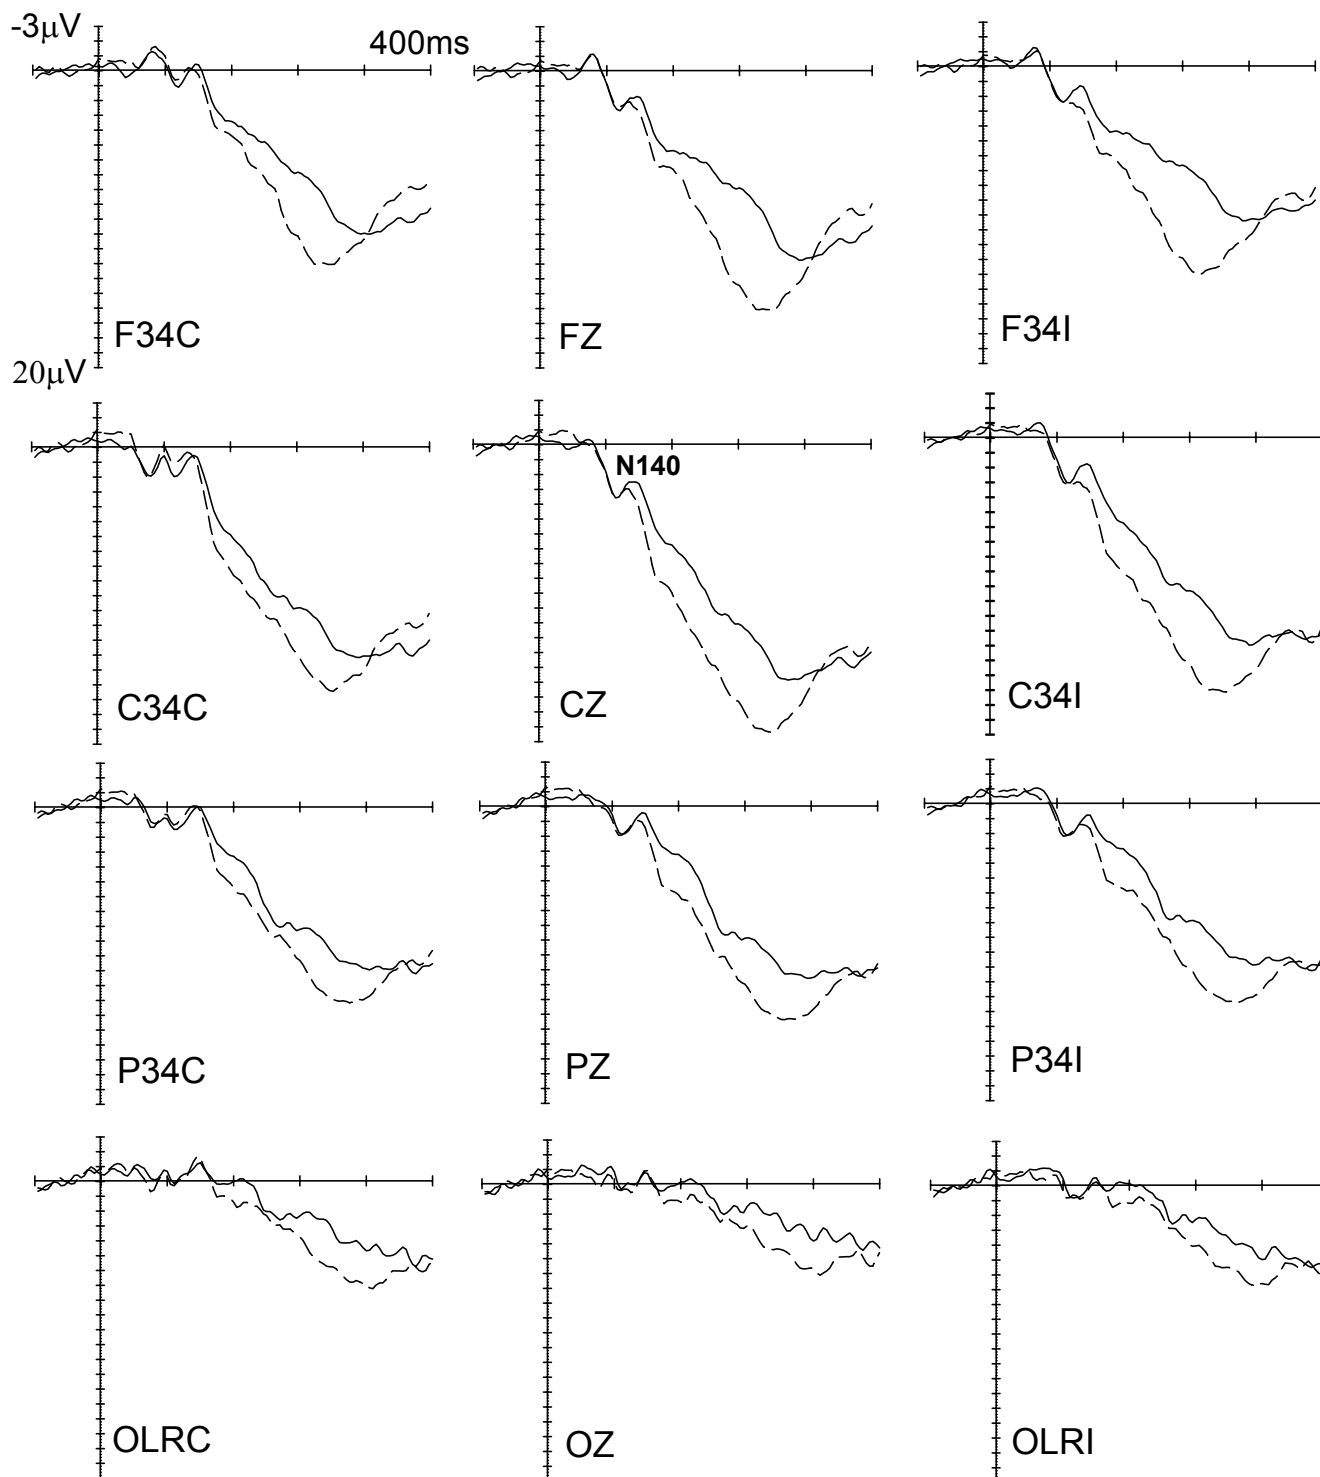 -3µV
400ms
F34C
FZ
F34I
20µV
N140
C34C
CZ
C34I
P34C
PZ
P34I
OLRC
OZ
OLRI